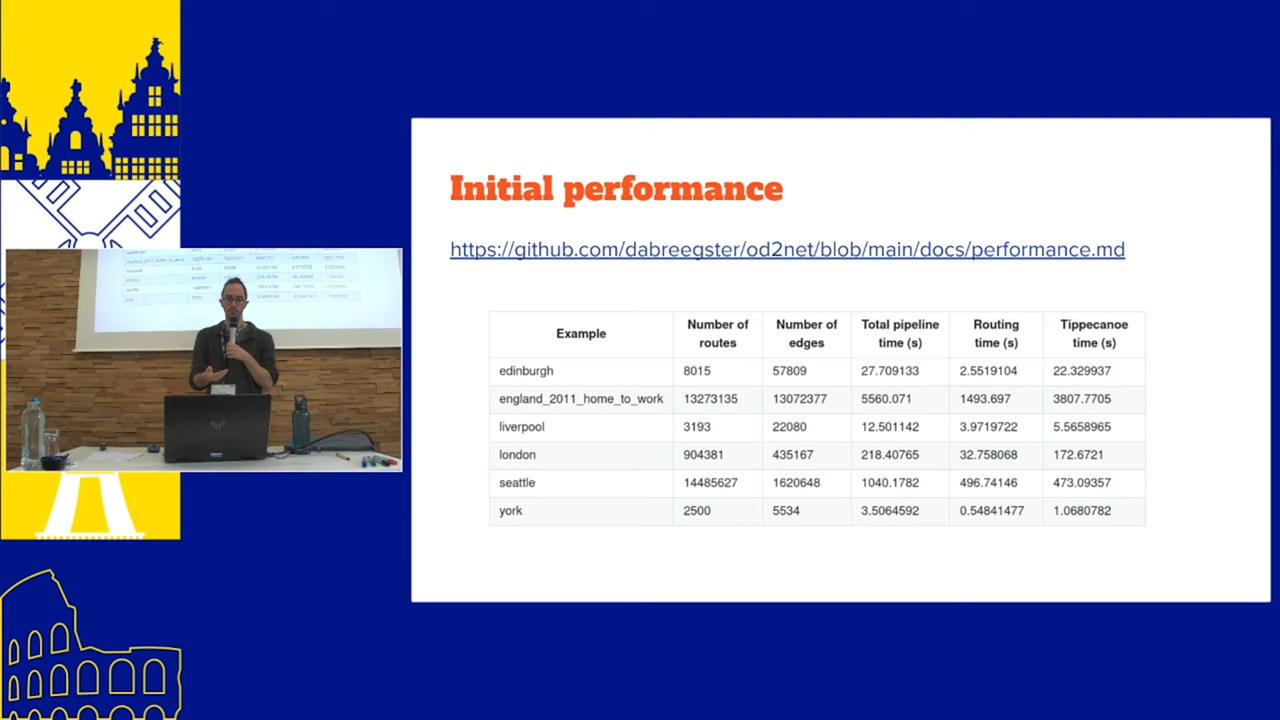 Initial performance
https://github.com/dabreegster/od2net/blob/main/docs/performance.md
Example Number of routes Number of edges Total pipeline time (s) Routing time (s) Tippecanoe time (s)
edinburgh 8015 57809 27.709133 2.5519104 22.329937
england_2011_home_to_work 13273135 13072377 5560.071 1493.697 3807.7705
liverpool 3193 22080 12.501142 3.9719722 5.5658965
london 904381 435167 218.40765 32.758068 172.6721
seattle 14485627 1620648 1040.1782 496.74146 473.09357
york 2500 5534 3.5064592 0.54841477 1.0680782